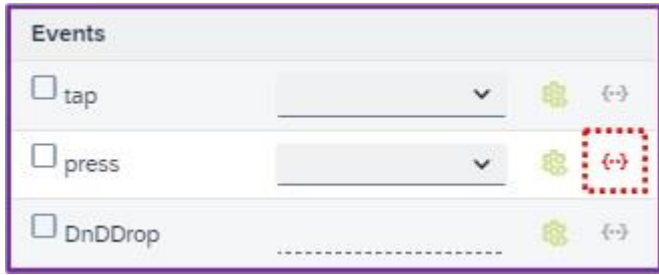 Events
tap {··}
press {··}
DnDDrop {··}